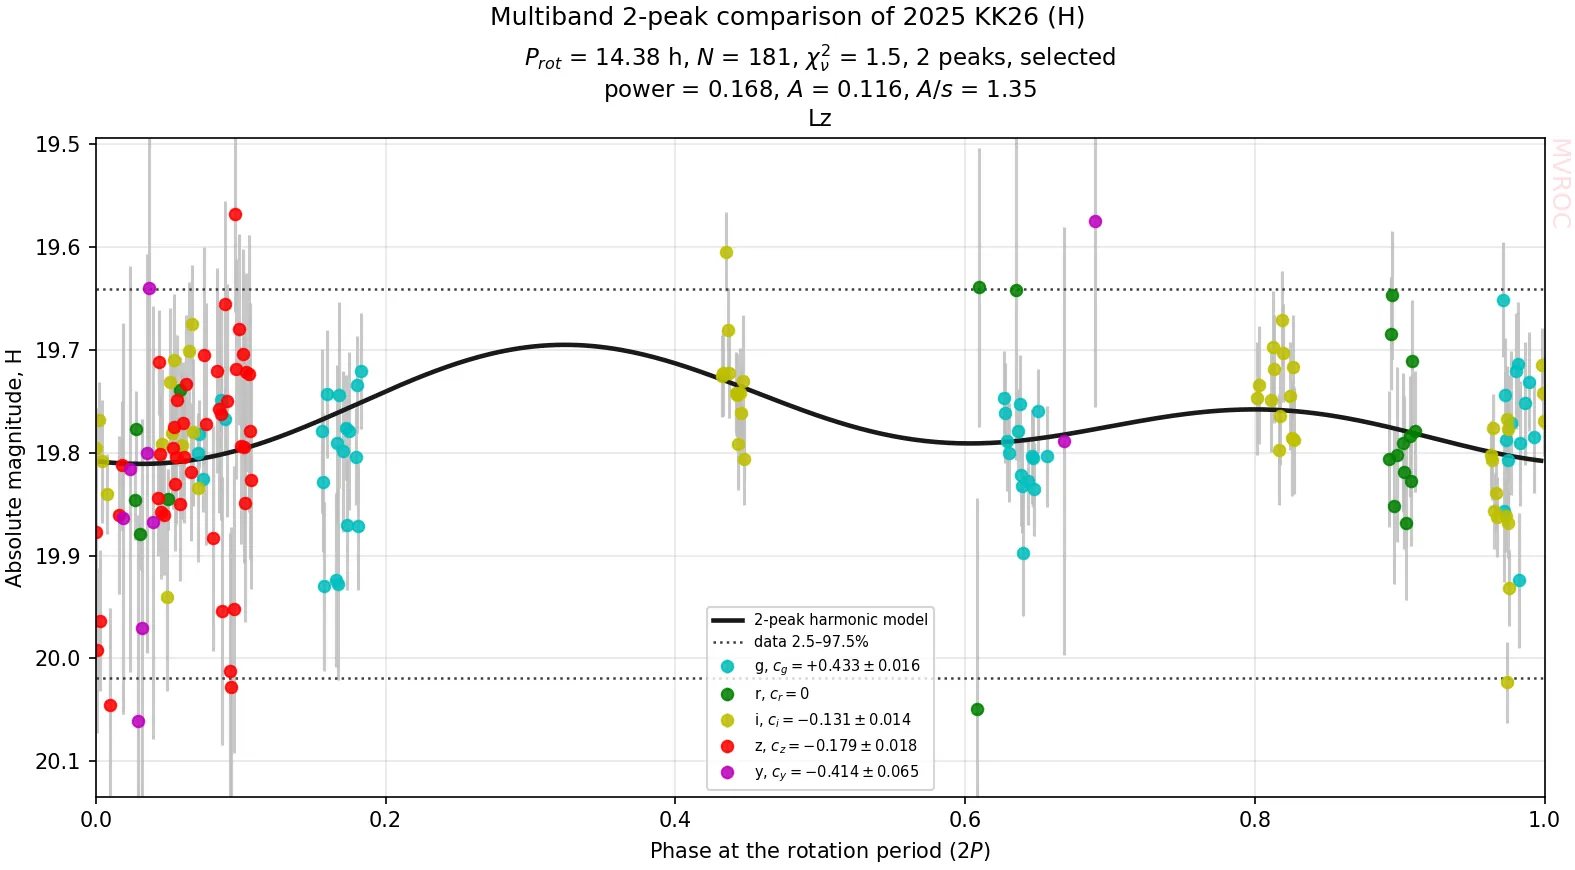 Multiband 2-peak comparison of 2025 KK26 (H)
P_rot = 14.38 h, N = 181, χ²_ν = 1.5, 2 peaks, selected
power = 0.168, A = 0.116, A/s = 1.35
Lz
MVROC
Absolute magnitude, H
19.5
19.6
19.7
19.8
19.9
20.0
20.1
2-peak harmonic model
data 2.5–97.5%
g, c_g = +0.433 ± 0.016
r, c_r = 0
i, c_i = −0.131 ± 0.014
z, c_z = −0.179 ± 0.018
y, c_y = −0.414 ± 0.065
0.0 0.2 0.4 0.6 0.8 1.0
Phase at the rotation period (2P)